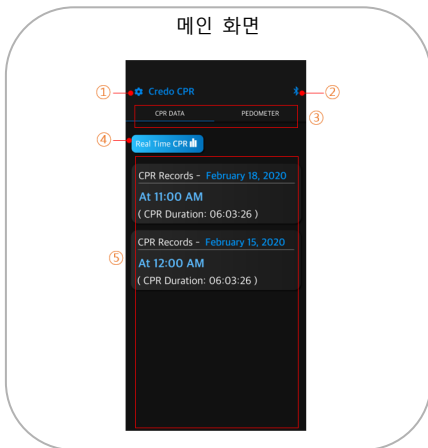 메인 화면
① Credo CPR ②
CPR DATA PEDOMETER ③
④ Real Time CPR
CPR Records - February 18, 2020
At 11:00 AM
( CPR Duration: 06:03:26 )
CPR Records - February 15, 2020
⑤ At 12:00 AM
( CPR Duration: 06:03:26 )